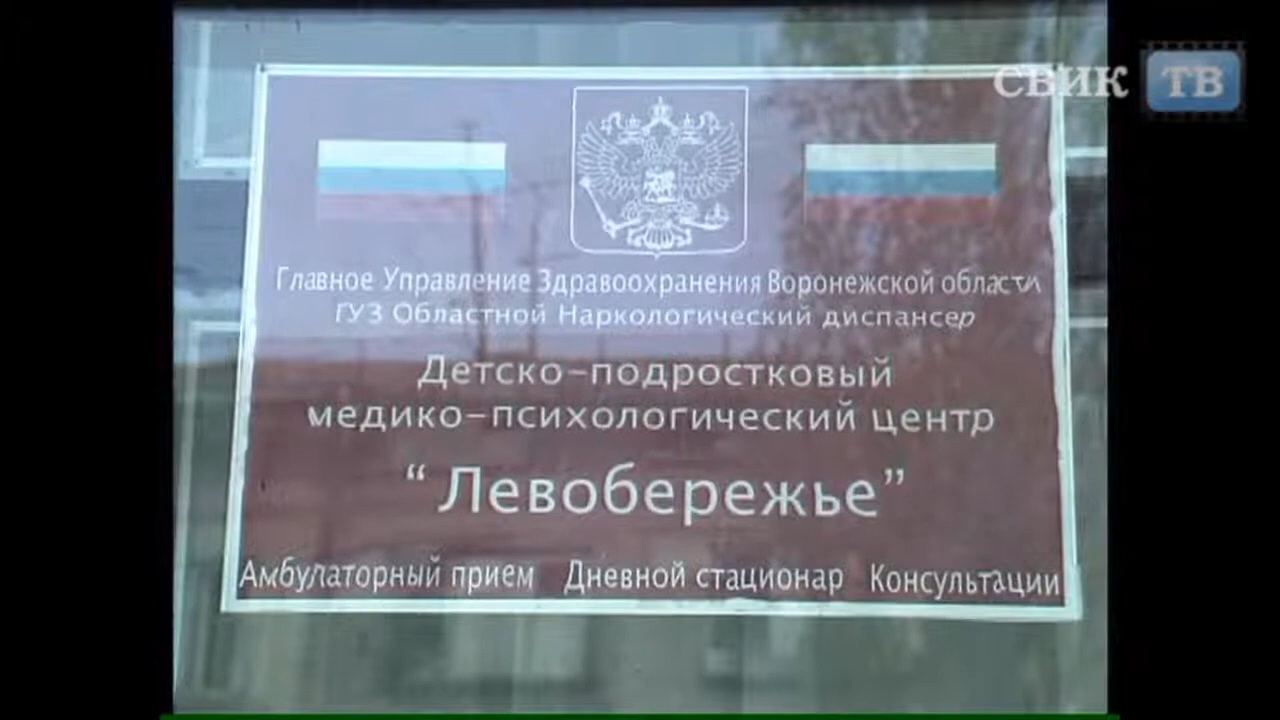 СВИК ТВ
Главное Управление Здравоохранения Воронежской области
ГУЗ Областной Наркологический диспансер
Детско-подростковый
медико-психологический центр
“Левобережье”
Амбулаторный прием Дневной стационар Консультации